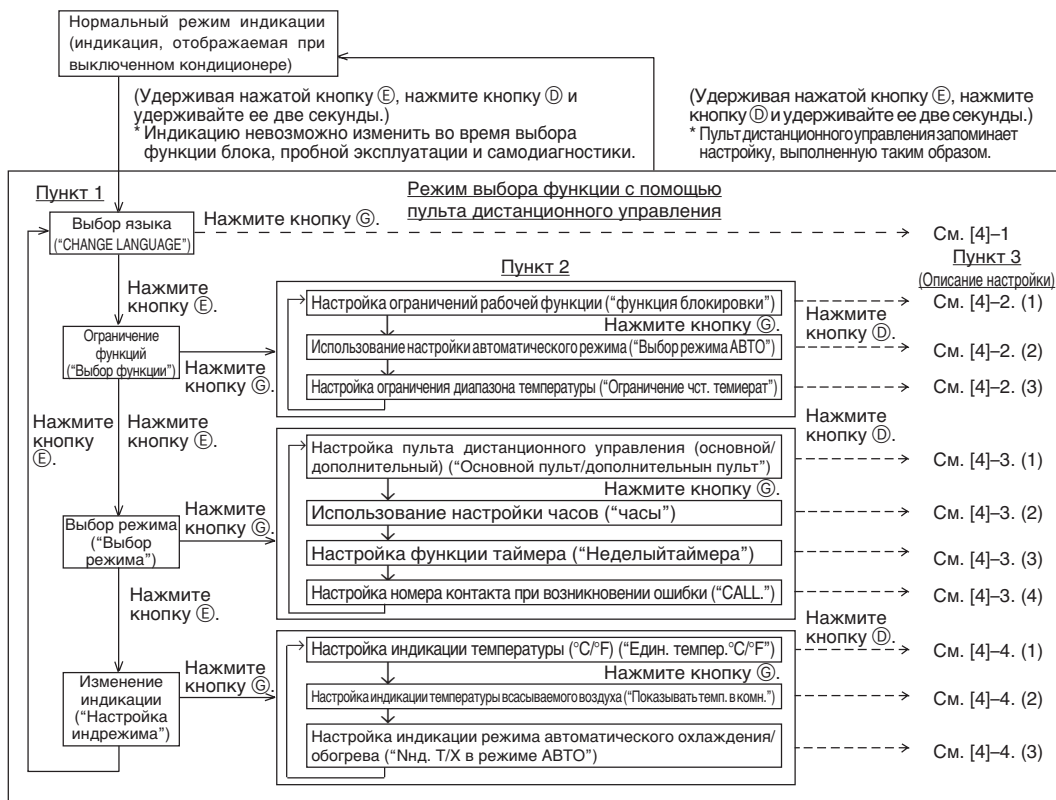 Нормальный режим индикации
(индикация, отображаемая при
выключенном кондиционере)
(Удерживая нажатой кнопку Ⓔ, нажмите кнопку Ⓓ и
удерживайте ее две секунды.)
* Индикацию невозможно изменить во время выбора
функции блока, пробной эксплуатации и самодиагностики.
(Удерживая нажатой кнопку Ⓔ, нажмите
кнопку Ⓓ и удерживайте ее две секунды.)
* Пульт дистанционного управления запоминает
настройку, выполненную таким образом.
Пункт 1
Режим выбора функции с помощью
пульта дистанционного управления
Выбор языка
(“CHANGE LANGUAGE”)
Нажмите кнопку Ⓖ.
См. [4]–1
Пункт 2
Пункт 3
(Описание настройки)
Нажмите
кнопку Ⓔ.
Ограничение
функций
(“Выбор функции”)
Нажмите
кнопку Ⓖ.
Настройка ограничений рабочей функции (“функция блокировки”)
Нажмите кнопку Ⓖ.
Использование настройки автоматического режима (“Выбор режима АВТО”)
Настройка ограничения диапазона температуры (“Ограничение чст. темиерат”)
Нажмите
кнопку Ⓓ.
См. [4]–2. (1)
См. [4]–2. (2)
См. [4]–2. (3)
Нажмите
кнопку
Ⓔ.
Нажмите
кнопку Ⓔ.
Выбор режима
(“Выбор
режима”)
Нажмите
кнопку Ⓖ.
Настройка пульта дистанционного управления (основной/
дополнительный) (“Основной пульт/дополнительнын пульт”)
Нажмите кнопку Ⓖ.
Использование настройки часов (“часы”)
Настройка функции таймера (“Неделыйтаймера”)
Настройка номера контакта при возникновении ошибки (“CALL.”)
Нажмите
кнопку Ⓓ.
См. [4]–3. (1)
См. [4]–3. (2)
См. [4]–3. (3)
См. [4]–3. (4)
Нажмите
кнопку Ⓔ.
Изменение
индикации
(“Настройка
индрежима”)
Нажмите
кнопку Ⓖ.
Настройка индикации температуры (°C/°F) (“Един. темпер.°C/°F”)
Нажмите кнопку Ⓖ.
Настройка индикации температуры всасываемого воздуха (“Показывать темп. в комн.”)
Настройка индикации режима автоматического охлаждения/
обогрева (“Nнд. Т/Х в режиме АВТО”)
Нажмите
кнопку Ⓓ.
См. [4]–4. (1)
См. [4]–4. (2)
См. [4]–4. (3)